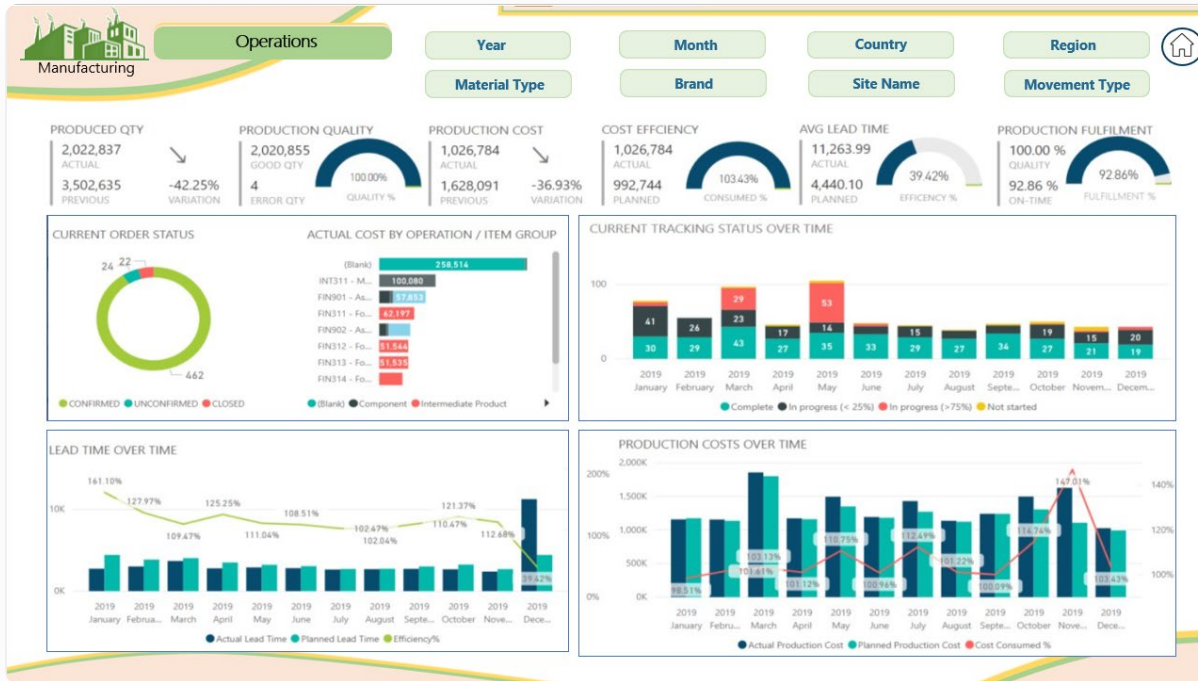 Manufacturing
Operations
Year
Month
Country
Region
Material Type
Brand
Site Name
Movement Type
PRODUCED QTY
2,022,837
ACTUAL
3,502,635
PREVIOUS
-42.25%
VARIATION
PRODUCTION QUALITY
2,020,855
GOOD QTY
4
ERROR QTY
100.00%
QUALITY %
PRODUCTION COST
1,026,784
ACTUAL
1,628,091
PREVIOUS
-36.93%
VARIATION
COST EFFCIENCY
1,026,784
ACTUAL
992,744
PLANNED
103.43%
CONSUMED %
AVG LEAD TIME
11,263.99
ACTUAL
4,440.10
PLANNED
39.42%
EFFICIENCY %
PRODUCTION FULFILMENT
100.00 %
QUALITY
92.86 %
ON-TIME
92.86%
FULFILLMENT %
CURRENT ORDER STATUS
24 22
462
CONFIRMED UNCONFIRMED CLOSED
ACTUAL COST BY OPERATION / ITEM GROUP
(Blank) 258,514
INT311 - M... 100,080
FIN901 - As... 57,853
FIN311 - Fo... 62,197
FIN902 - As...
FIN312 - Fo... 51,544
FIN313 - Fo... 51,535
FIN314 - Fo...
(Blank) Component Intermediate Product
CURRENT TRACKING STATUS OVER TIME
100
0
29 53
41 26 23 17 14 15 19 15 20
30 29 43 27 35 33 29 27 34 27 21 19
2019 2019 2019 2019 2019 2019 2019 2019 2019 2019 2019 2019
January February March April May June July August Septe... October Novem... Decem...
Complete In progress (< 25%) In progress (>75%) Not started
LEAD TIME OVER TIME
10K
0K
200%
100%
0%
161.10%
127.97%
109.47%
125.25%
111.04%
108.51%
102.47%
102.04%
110.47%
121.37%
112.68%
39.42%
2019 2019 2019 2019 2019 2019 2019 2019 2019 2019 2019 2019
January Februa... March April May June July August Septe... October Nove... Dece...
Actual Lead Time Planned Lead Time Efficiency%
PRODUCTION COSTS OVER TIME
2,000K
1,500K
1,000K
500K
0K
140%
120%
100%
98.51%
101.61%
103.13%
101.12%
110.75%
100.96%
112.49%
101.22%
100.09%
114.74%
147.01%
103.43%
2019 2019 2019 2019 2019 2019 2019 2019 2019 2019 2019 2019
January Febru... March April May June July August Septe... October Nove... Dece...
Actual Production Cost Planned Production Cost Cost Consumed %